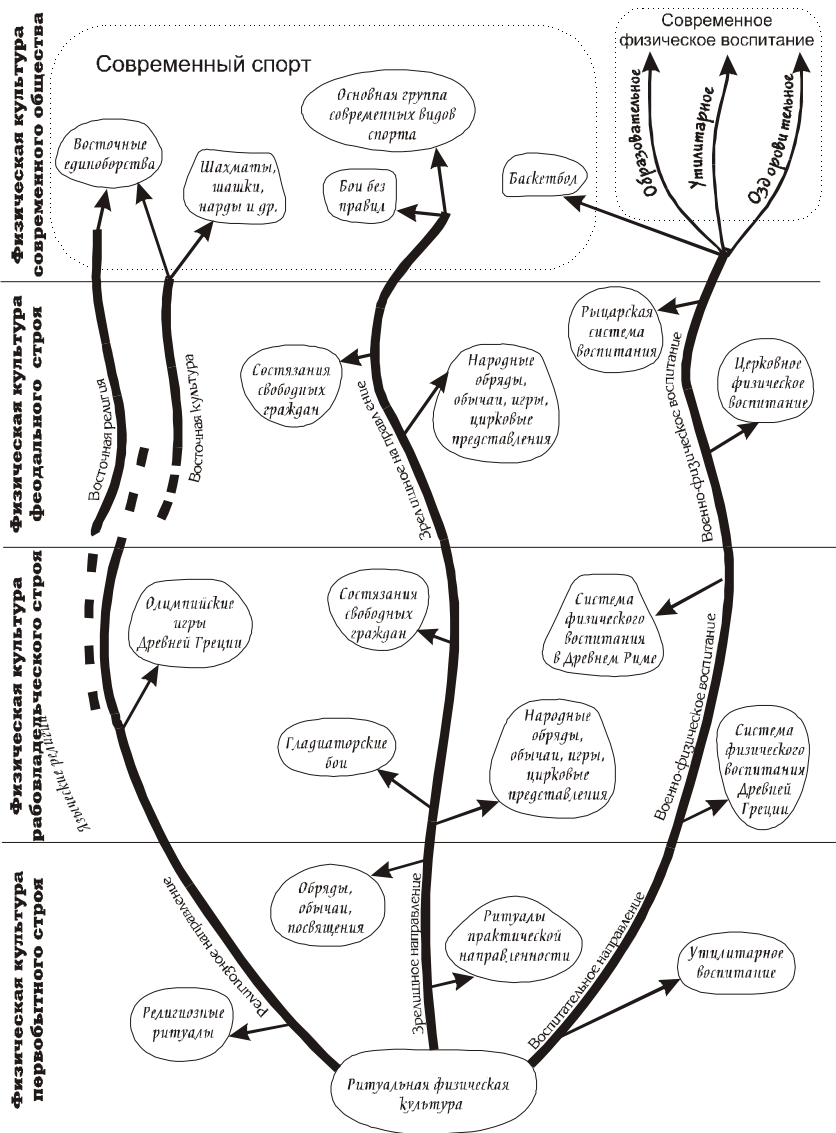 Физическая культура
современного общества
Современный спорт
Современное
физическое воспитание
Образовательное
Утилитарное
Оздоровительное
Восточные
единоборства
Шахматы,
шашки,
нарды и др.
Основная группа
современных видов
спорта
Бои без
правил
Баскетбол
Физическая культура
феодального строя
Восточная религия
Восточная культура
Состязания
свободных
граждан
Зрелищное направление
Народные
обряды,
обычаи, игры,
цирковые
представления
Рыцарская
система
воспитания
Военно-физическое воспитание
Церковное
физическое
воспитание
Физическая культура
рабовладельческого строя
Языческие религии
Олимпийские
игры
Древней Греции
Состязания
свободных
граждан
Система
физического
воспитания
в Древнем Риме
Гладиаторские
бои
Народные
обряды,
обычаи, игры,
цирковые
представления
Военно-физическое воспитание
Система
физического
воспитания
Древней
Греции
Физическая культура
первобытного строя
Религиозное направление
Обряды,
обычаи,
посвящения
Зрелищное направление
Ритуалы
практической
направленности
Воспитательное направление
Утилитарное
воспитание
Религиозные
ритуалы
Ритуальная физическая
культура